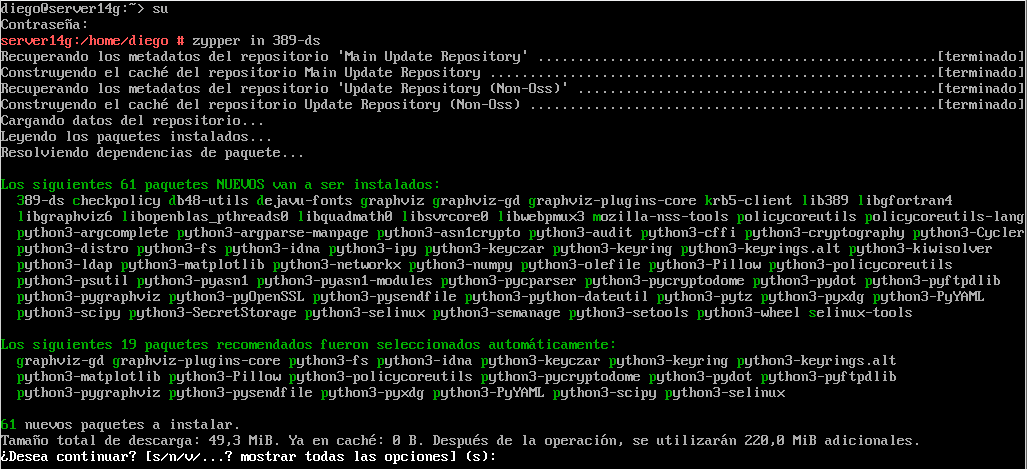 diego@server14g:~> su
Contraseña:
server14g:/home/diego # zypper in 389-ds
Recuperando los metadatos del repositorio 'Main Update Repository' ..................................................[terminado]
Construyendo el caché del repositorio Main Update Repository ........................................................[terminado]
Recuperando los metadatos del repositorio 'Update Repository (Non-Oss)' .............................................[terminado]
Construyendo el caché del repositorio Update Repository (Non-Oss) ...................................................[terminado]
Cargando datos del repositorio...
Leyendo los paquetes instalados...
Resolviendo dependencias de paquete...
Los siguientes 61 paquetes NUEVOS van a ser instalados:
389-ds checkpolicy db48-utils dejavu-fonts graphviz graphviz-gd graphviz-plugins-core krb5-client lib389 libgfortran4
libgraphviz6 libopenblas_pthreads0 libquadmath0 libsvrcore0 libwebpmux3 mozilla-nss-tools policycoreutils policycoreutils-lang
python3-argcomplete python3-argparse-manpage python3-asn1crypto python3-audit python3-cffi python3-cryptography python3-Cycler
python3-distro python3-fs python3-idna python3-ipy python3-keyczar python3-keyring python3-keyrings.alt python3-kiwisolver
python3-ldap python3-matplotlib python3-networkx python3-numpy python3-olefile python3-Pillow python3-policycoreutils
python3-psutil python3-pyasn1 python3-pyasn1-modules python3-pycparser python3-pycryptodome python3-pydot python3-pyftpdlib
python3-pygraphviz python3-pyOpenSSL python3-pysendfile python3-python-dateutil python3-pytz python3-pyxdg python3-PyYAML
python3-scipy python3-SecretStorage python3-selinux python3-semanage python3-setools python3-wheel selinux-tools
Los siguientes 19 paquetes recomendados fueron seleccionados automáticamente:
graphviz-gd graphviz-plugins-core python3-fs python3-idna python3-keyczar python3-keyring python3-keyrings.alt
python3-matplotlib python3-Pillow python3-policycoreutils python3-pycryptodome python3-pydot python3-pyftpdlib
python3-pygraphviz python3-pysendfile python3-pyxdg python3-PyYAML python3-scipy python3-selinux
61 nuevos paquetes a instalar.
Tamaño total de descarga: 49,3 MiB. Ya en caché: 0 B. Después de la operación, se utilizarán 220,0 MiB adicionales.
¿Desea continuar? [s/n/v/...? mostrar todas las opciones] (s):